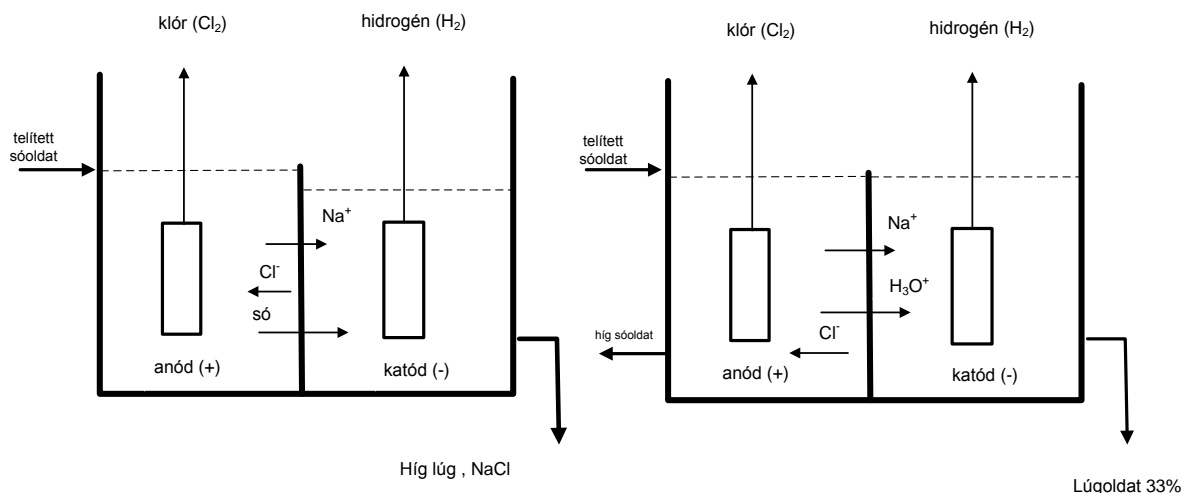 klór (Cl₂)
hidrogén (H₂)
telített
sóoldat
Na⁺
Cl⁻
só
anód (+)
katód (-)
Híg lúg , NaCl
klór (Cl₂)
hidrogén (H₂)
telített
sóoldat
Na⁺
H₃O⁺
Cl⁻
híg sóoldat
anód (+)
katód (-)
Lúgoldat 33%